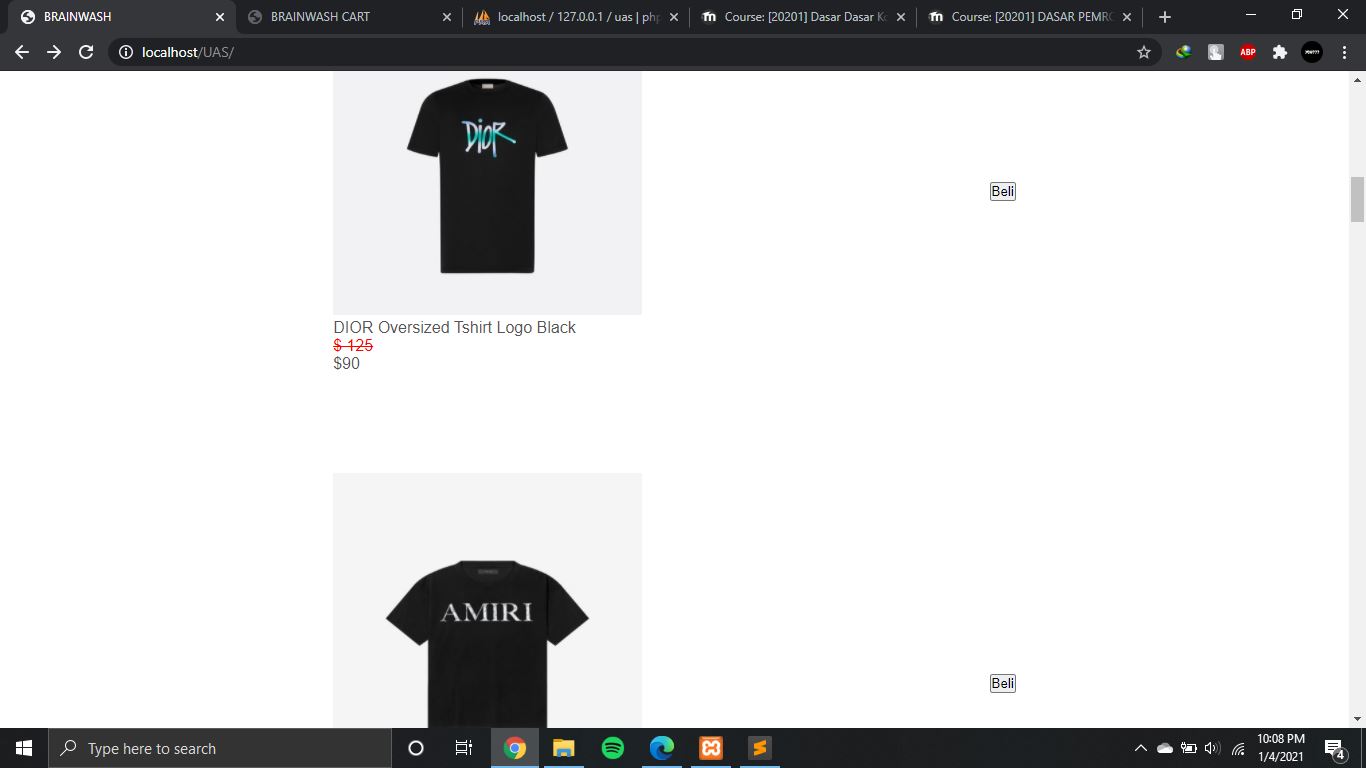 BRAINWASH
BRAINWASH CART
localhost / 127.0.0.1 / uas | php
Course: [20201] Dasar Dasar Ko
Course: [20201] DASAR PEMRO
localhost/UAS/
ABP
DIOR
Beli
DIOR Oversized Tshirt Logo Black
$ 125
$90
AMIRI
Beli
Type here to search
10:08 PM
1/4/2021
4